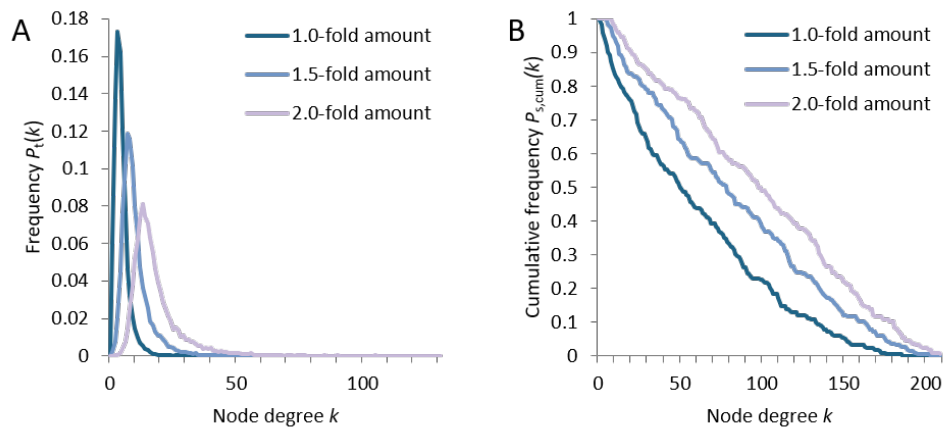 A
0.18
0.16
0.14
0.12
0.10
0.08
0.06
0.04
0.02
0
Frequency Pt(k)
1.0-fold amount
1.5-fold amount
2.0-fold amount
0 50 100
Node degree k
B
1
0.9
0.8
0.7
0.6
0.5
0.4
0.3
0.2
0.1
0
Cumulative frequency Ps,cum(k)
1.0-fold amount
1.5-fold amount
2.0-fold amount
0 50 100 150 200
Node degree k